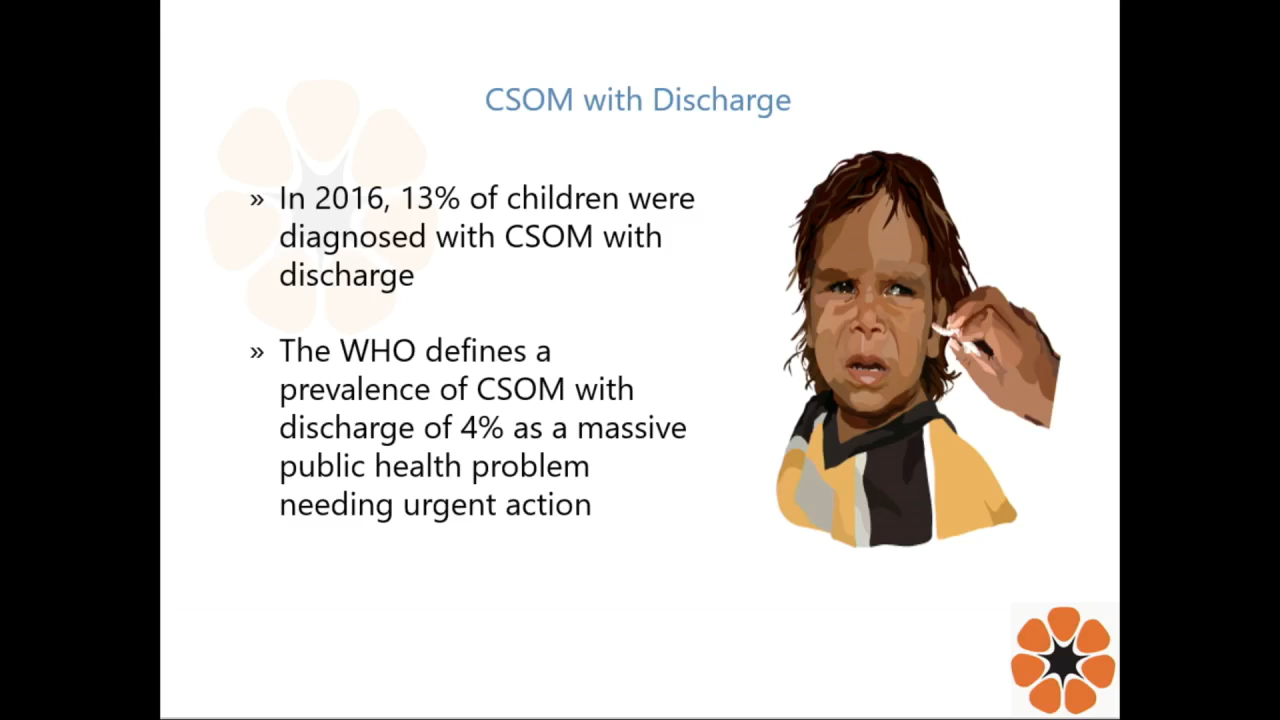 CSOM with Discharge
» In 2016, 13% of children were
diagnosed with CSOM with
discharge
» The WHO defines a
prevalence of CSOM with
discharge of 4% as a massive
public health problem
needing urgent action